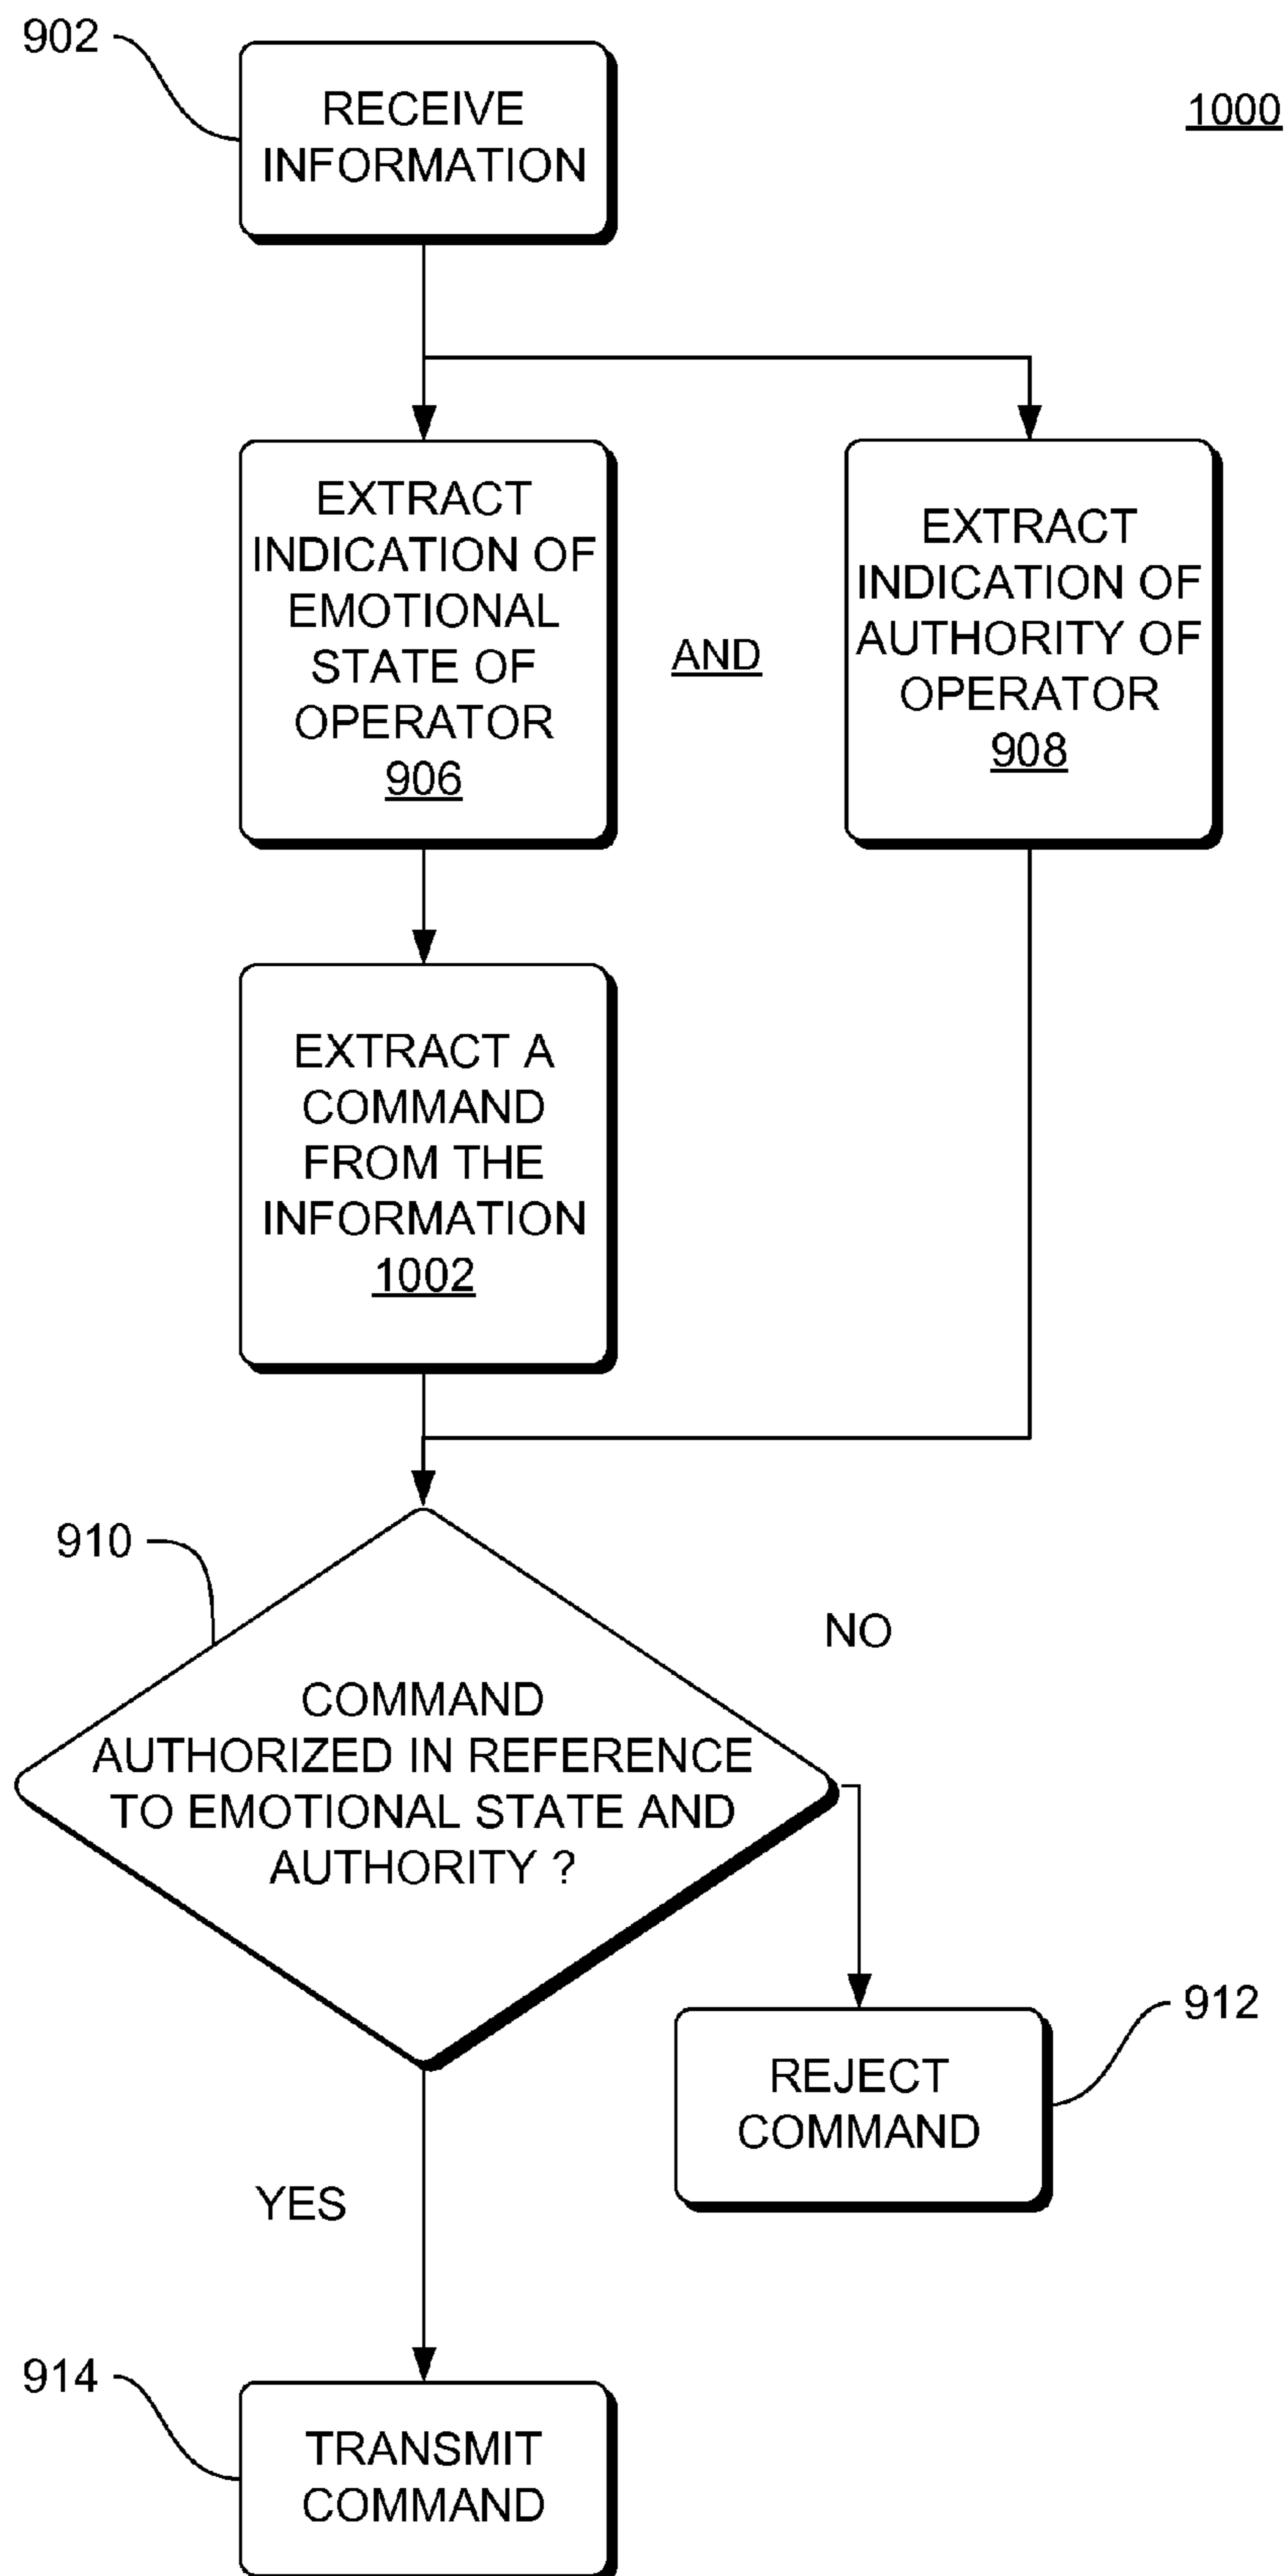 902
RECEIVE
INFORMATION
1000
EXTRACT
INDICATION OF
EMOTIONAL
STATE OF
OPERATOR
906
AND
EXTRACT
INDICATION OF
AUTHORITY OF
OPERATOR
908
EXTRACT A
COMMAND
FROM THE
INFORMATION
1002
910
COMMAND
AUTHORIZED IN REFERENCE
TO EMOTIONAL STATE AND
AUTHORITY ?
NO
912
REJECT
COMMAND
YES
914
TRANSMIT
COMMAND